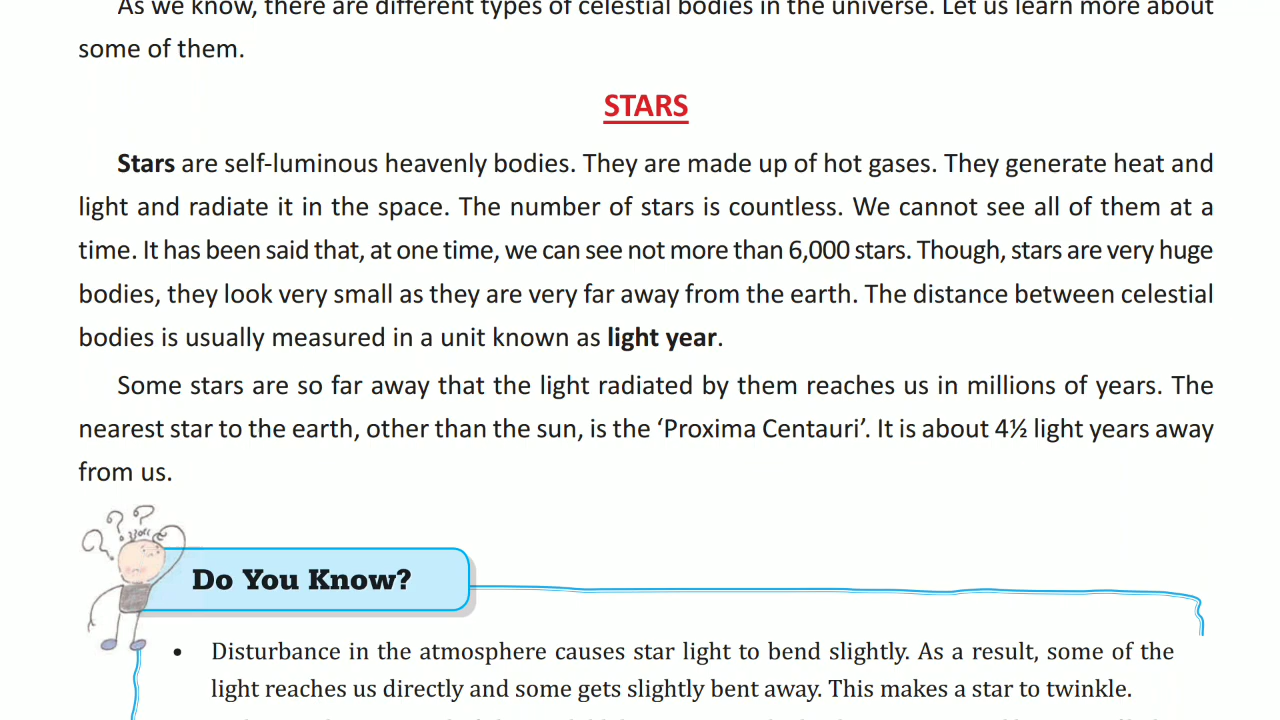 As we know, there are different types of celestial bodies in the universe. Let us learn more about
some of them.
STARS
Stars are self-luminous heavenly bodies. They are made up of hot gases. They generate heat and
light and radiate it in the space. The number of stars is countless. We cannot see all of them at a
time. It has been said that, at one time, we can see not more than 6,000 stars. Though, stars are very huge
bodies, they look very small as they are very far away from the earth. The distance between celestial
bodies is usually measured in a unit known as light year.
Some stars are so far away that the light radiated by them reaches us in millions of years. The
nearest star to the earth, other than the sun, is the ‘Proxima Centauri’. It is about 4½ light years away
from us.
Do You Know?
• Disturbance in the atmosphere causes star light to bend slightly. As a result, some of the
light reaches us directly and some gets slightly bent away. This makes a star to twinkle.